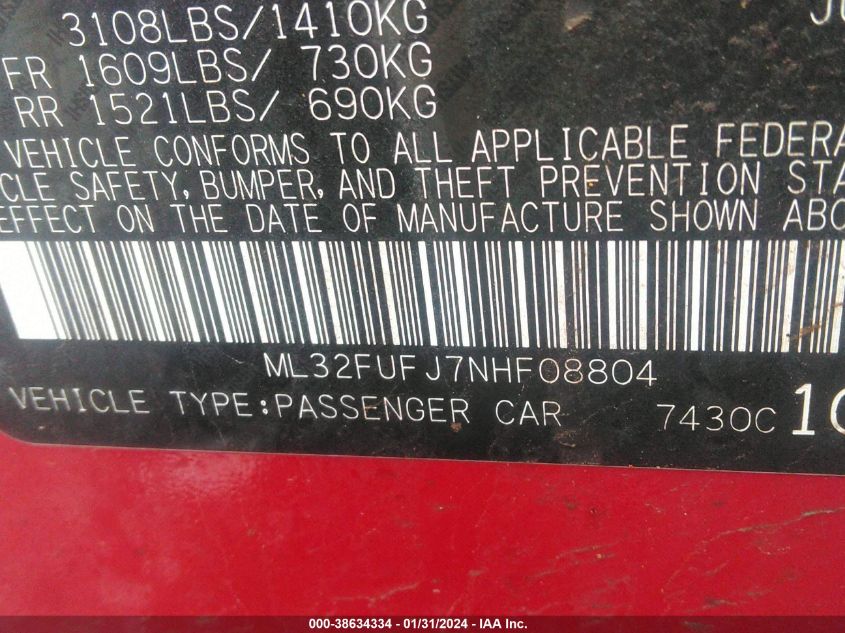 3108LBS/1410KG
FR 1609LBS/ 730KG
RR 1521LBS/ 690KG
VEHICLE CONFORMS TO ALL APPLICABLE FEDERA
CLE SAFETY, BUMPER, AND THEFT PREVENTION STA
EFFECT ON THE DATE OF MANUFACTURE SHOWN ABO
ML32FUFJ7NHF08804
VEHICLE TYPE:PASSENGER CAR 7430C 10
000-38634334 - 01/31/2024 - IAA Inc.